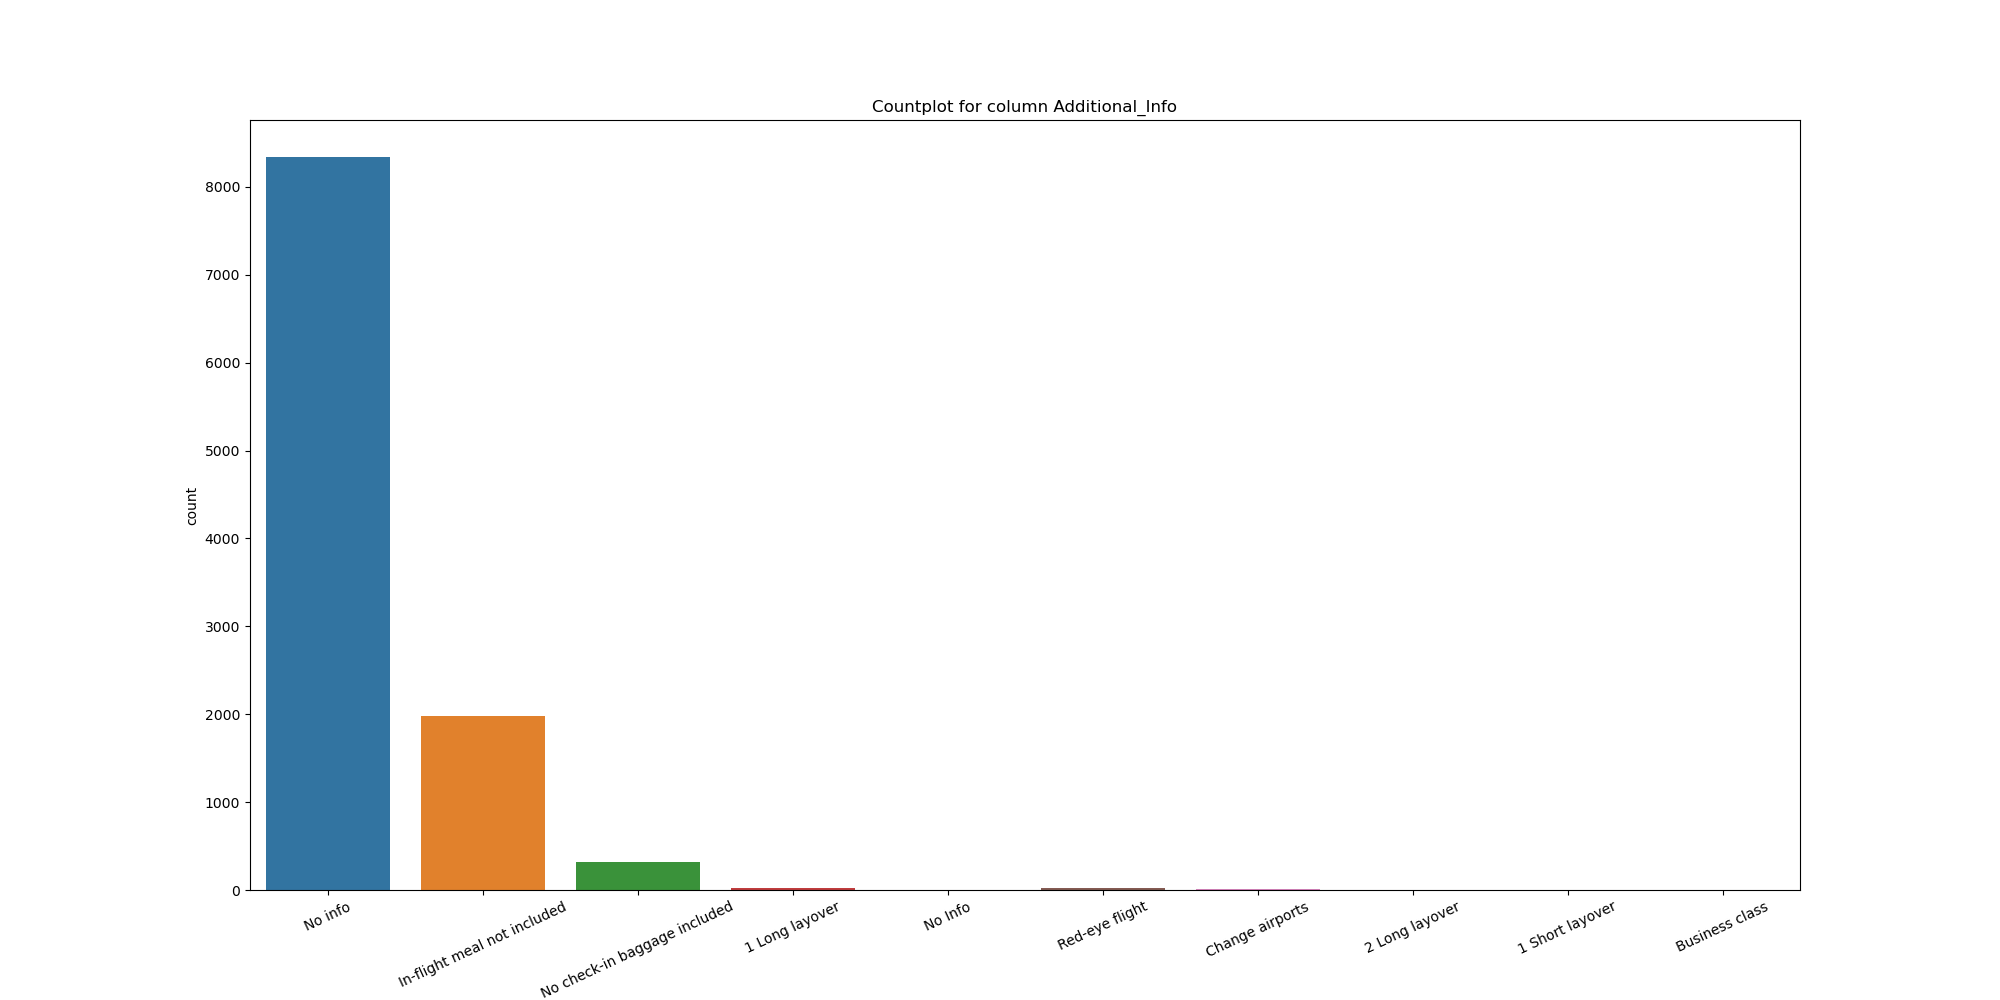 Countplot for column Additional_Info
8000
7000
6000
5000
4000
3000
2000
1000
0
count
No info
In-flight meal not included
No check-in baggage included
1 Long layover
No Info
Red-eye flight
Change airports
2 Long layover
1 Short layover
Business class